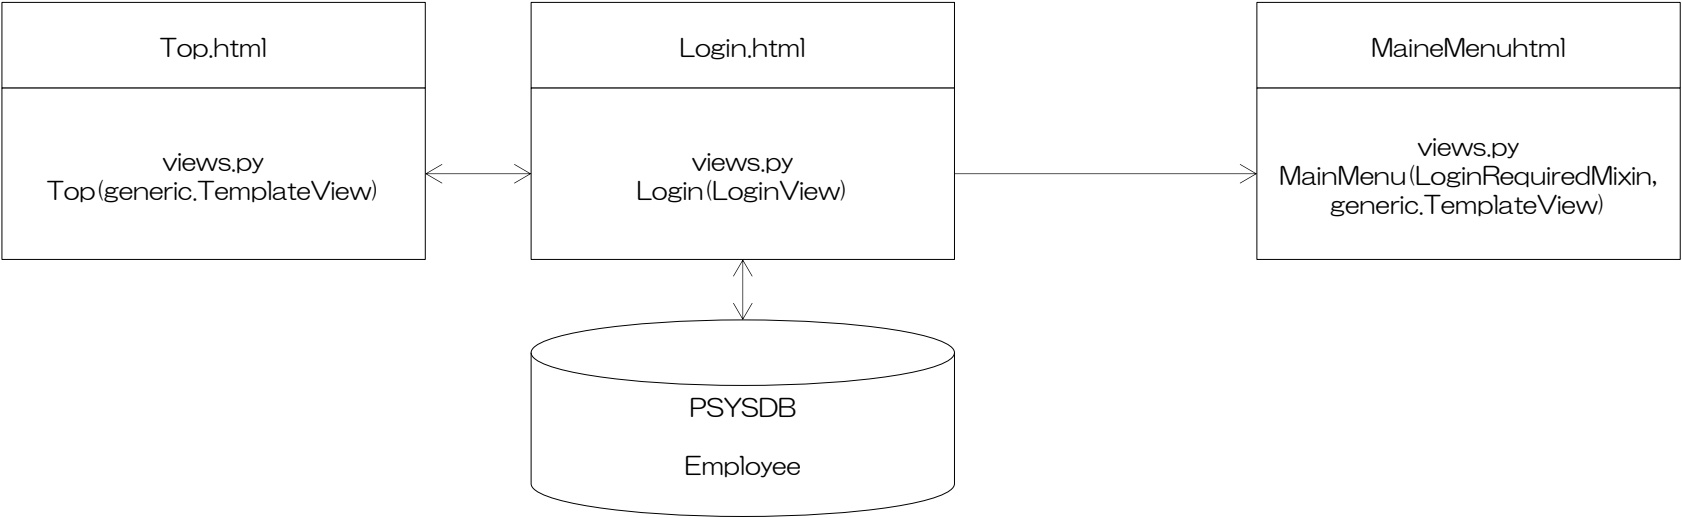 Top.html
views.py
Top(generic.TemplateView)
Login.html
views.py
Login(LoginView)
MaineMenuhtml
views.py
MainMenu(LoginRequiredMixin,
generic.TemplateView)
PSYSDB
Employee